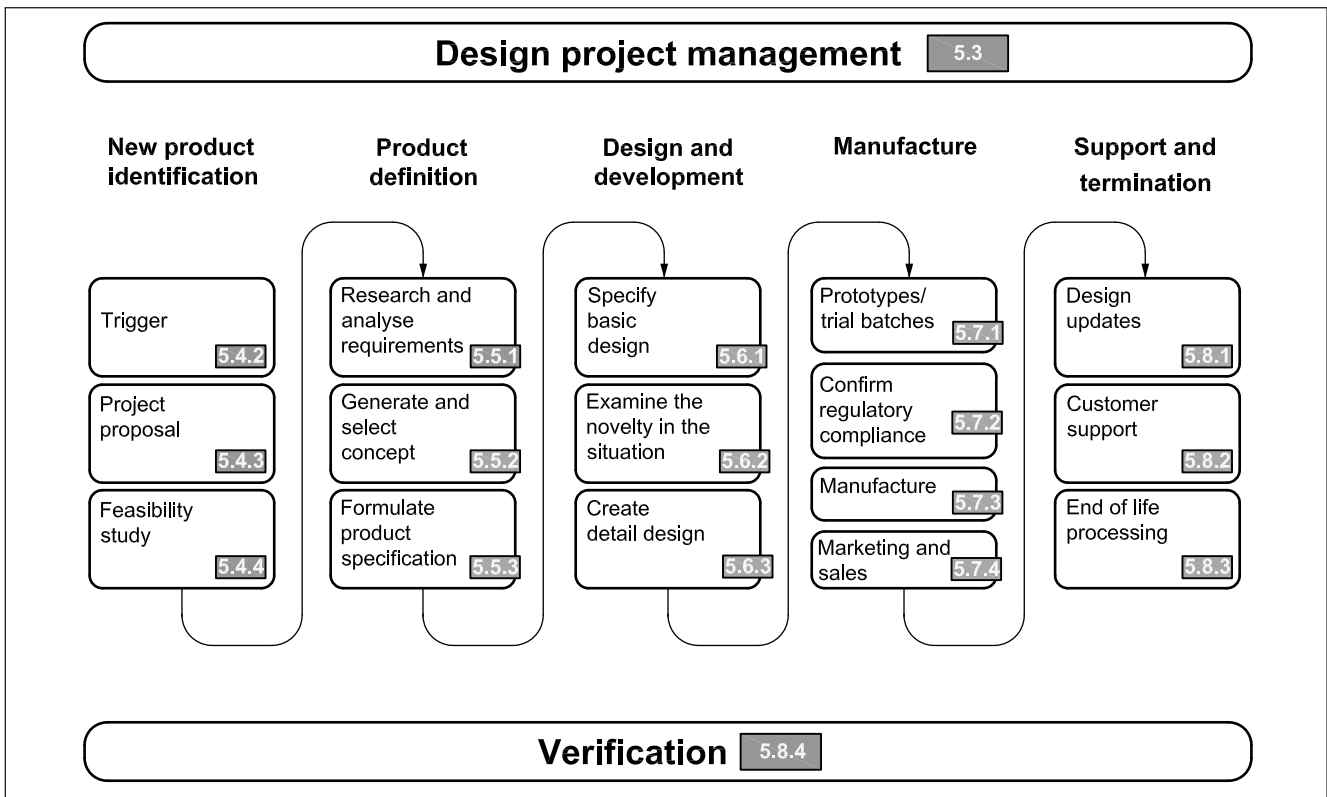 Design project management 5.3
New product
identification
Product
definition
Design and
development
Manufacture
Support and
termination
Trigger
5.4.2
Project
proposal
5.4.3
Feasibility
study
5.4.4
Research and
analyse
requirements 5.5.1
Generate and
select
concept 5.5.2
Formulate
product
specification 5.5.3
Specify
basic
design 5.6.1
Examine the
novelty in the
situation 5.6.2
Create
detail design
5.6.3
Prototypes/
trial batches 5.7.1
Confirm
regulatory 5.7.2
compliance
Manufacture 5.7.3
Marketing and
sales 5.7.4
Design
updates
5.8.1
Customer
support
5.8.2
End of life
processing
5.8.3
Verification 5.8.4